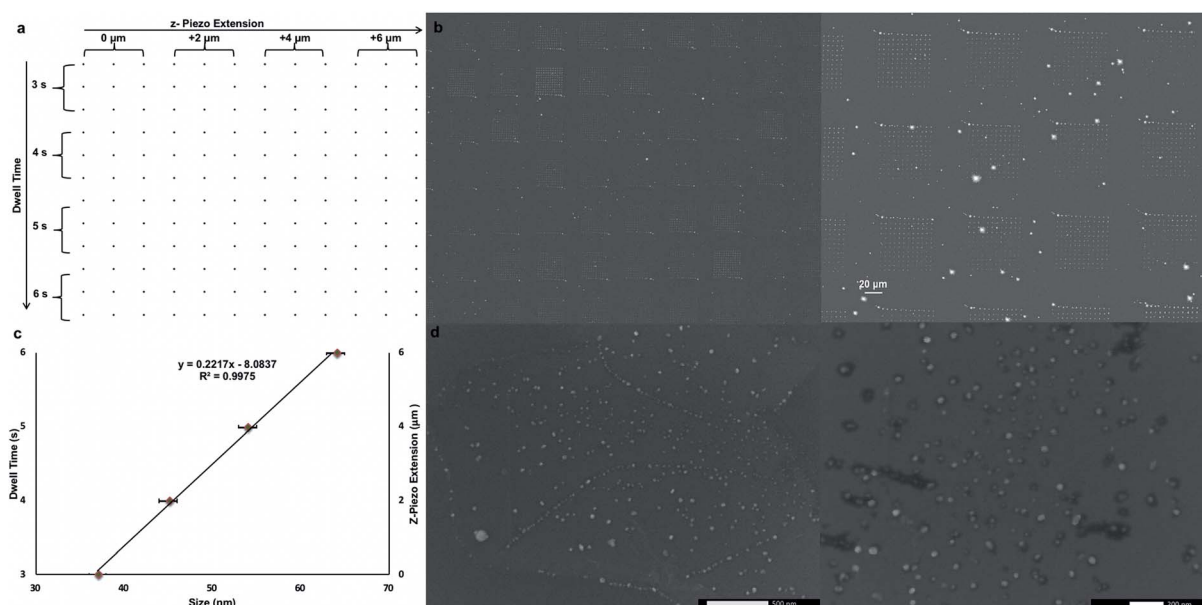 z- Piezo Extension
a
0 µm +2 µm +4 µm +6 µm
Dwell Time
3 s
4 s
5 s
6 s
b
20 µm
c
y = 0.2217x - 8.0837
R² = 0.9975
Dwell Time (s)
6
5
4
3
Z-Piezo Extension (µm )
6
4
2
0
30 40 50 60 70
Size (nm)
d
500 nm
200 nm